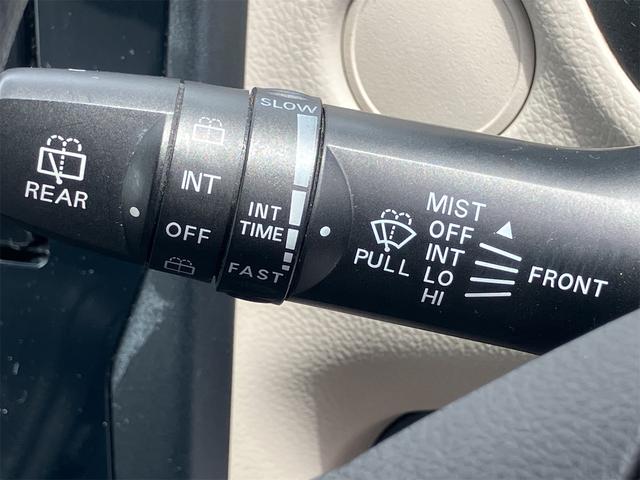 REAR
INT
OFF
SLOW
INT
TIME
FAST
PULL
MIST
OFF
INT
LO
HI
FRONT